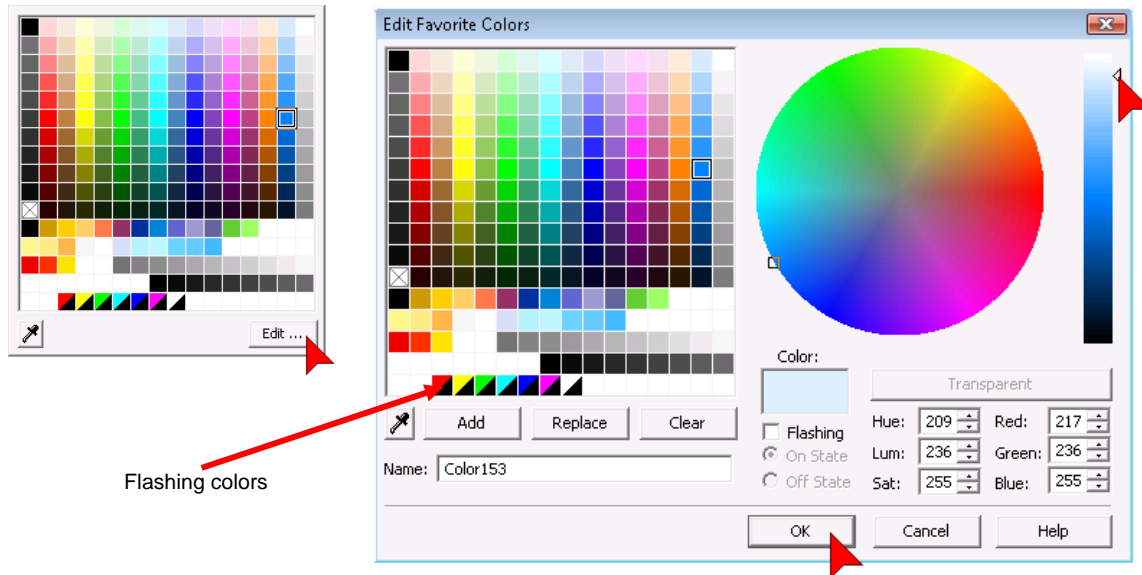 Edit Favorite Colors
Edit ...
Color:
Transparent
Add
Replace
Clear
Flashing
Hue: 209
Red: 217
On State
Lum: 236
Green: 236
Name: Color153
Off State
Sat: 255
Blue: 255
Flashing colors
OK
Cancel
Help